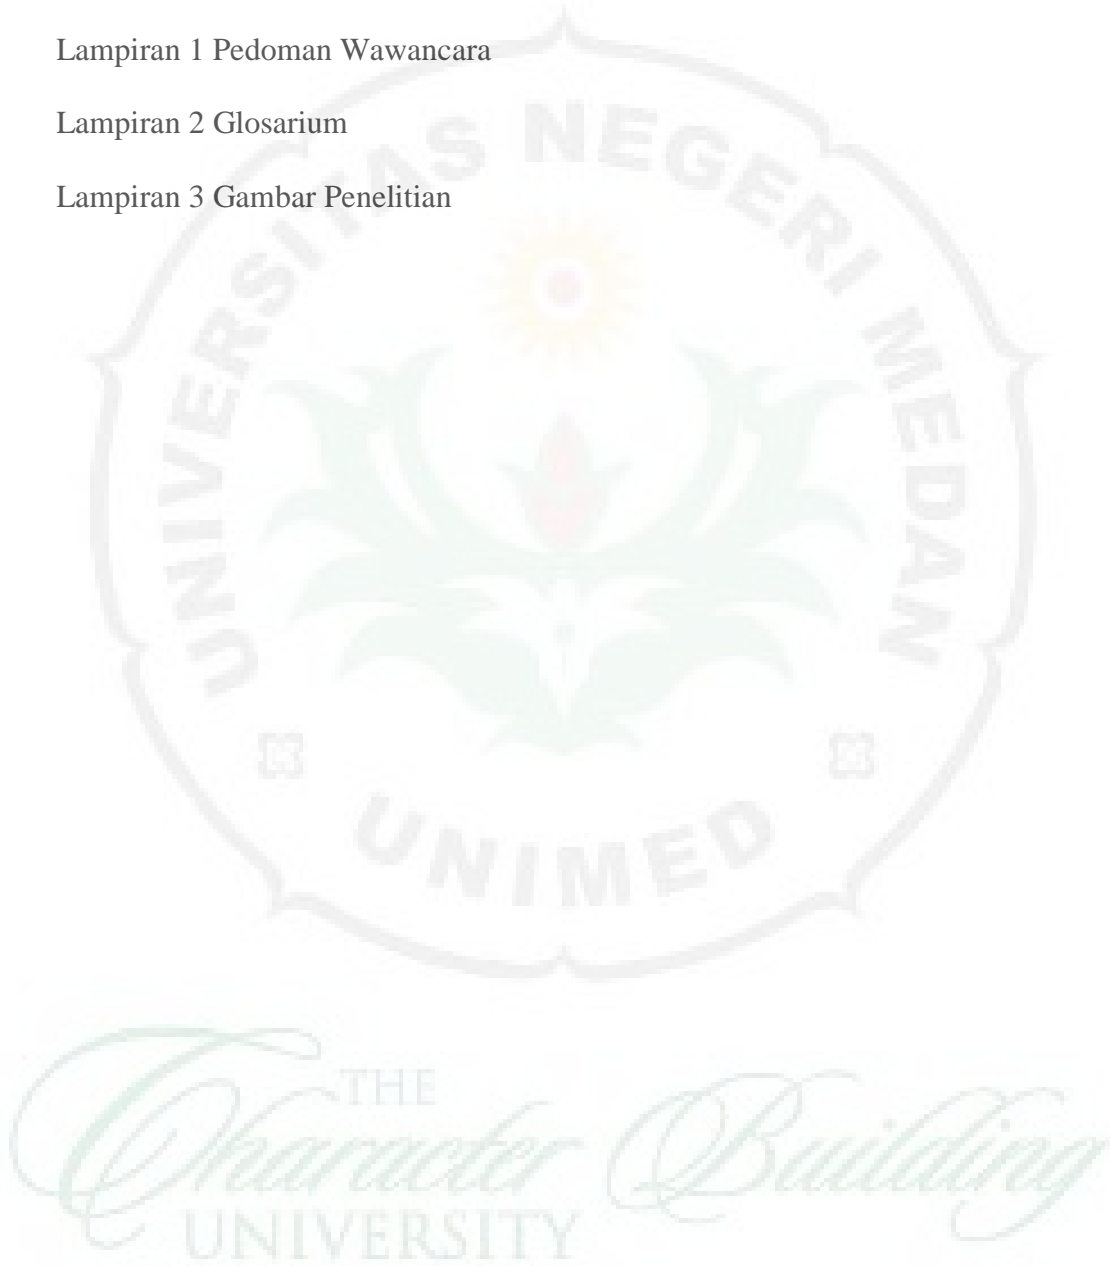 Lampiran 1 Pedoman Wawancara
Lampiran 2 Glosarium
Lampiran 3 Gambar Penelitian
UNIVERSITAS NEGERI MEDAN
UNIMED
THE
Character Building
UNIVERSITY